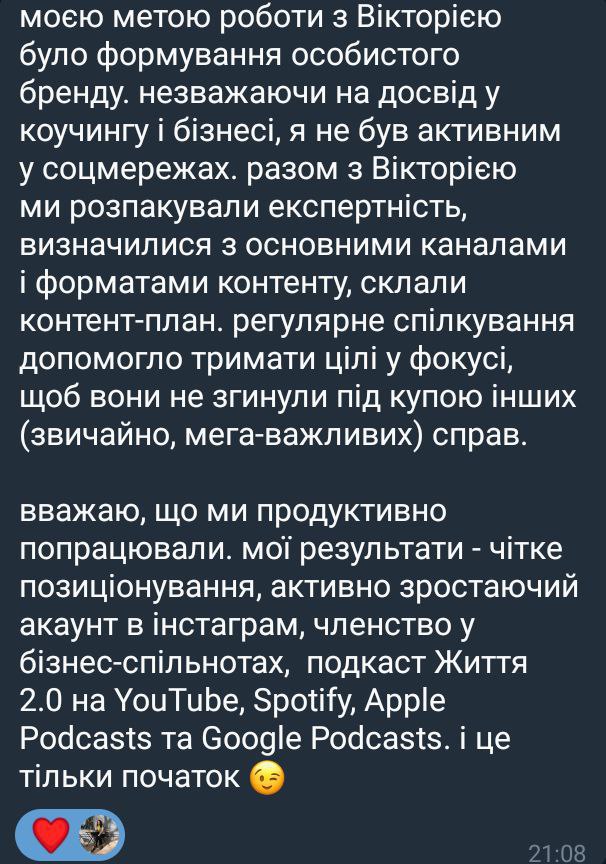 моєю метою роботи з Вікторією
було формування особистого
бренду. незважаючи на досвід у
коучингу і бізнесі, я не був активним
у соцмережах. разом з Вікторією
ми розпакували експертність,
визначилися з основними каналами
і форматами контенту, склали
контент-план. регулярне спілкування
допомогло тримати цілі у фокусі,
щоб вони не згинули під купою інших
(звичайно, мега-важливих) справ.

вважаю, що ми продуктивно
попрацювали. мої результати - чітке
позиціонування, активно зростаючий
акаунт в інстаграм, членство у
бізнес-спільнотах, подкаст Життя
2.0 на YouTube, Spotify, Apple
Podcasts та Google Podcasts. і це
тільки початок 😉
21:08